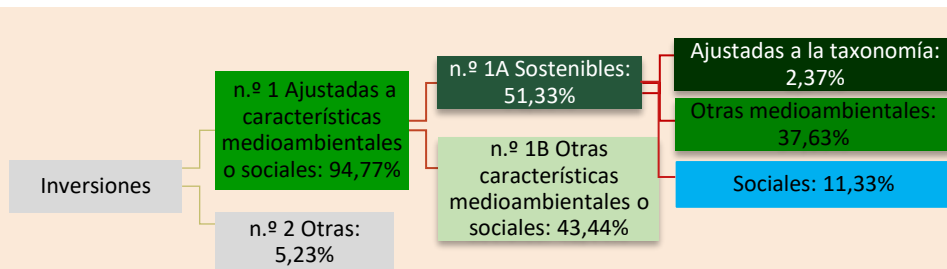 Inversiones
n.º 1 Ajustadas a
características
medioambientales
o sociales: 94,77%
n.º 2 Otras:
5,23%
n.º 1A Sostenibles:
51,33%
n.º 1B Otras
características
medioambientales o
sociales: 43,44%
Ajustadas a la taxonomía:
2,37%
Otras medioambientales:
37,63%
Sociales: 11,33%